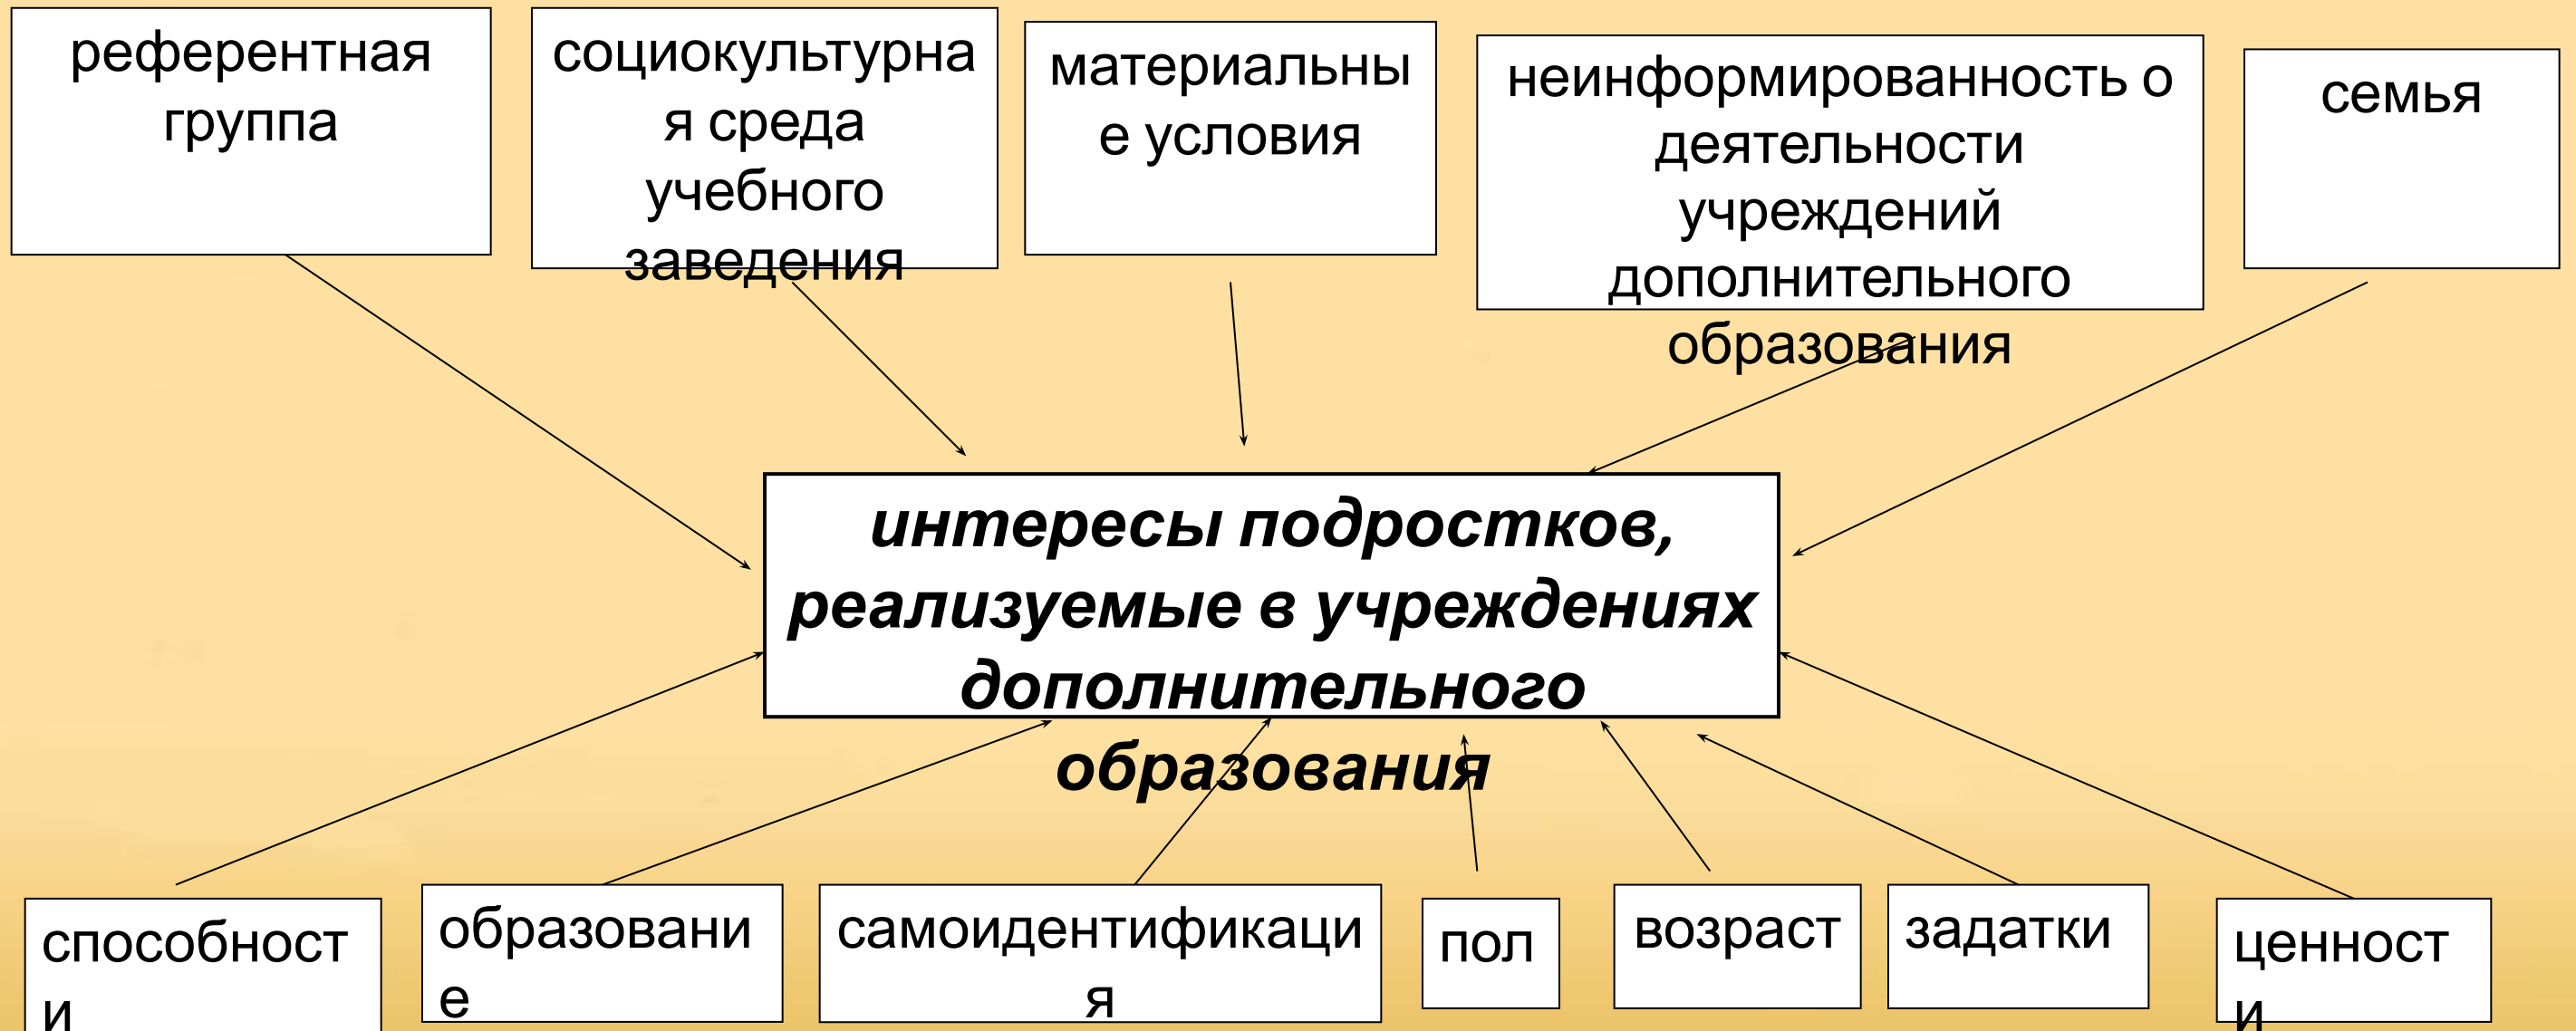 референтная
группа
социокультурна
я среда
учебного
заведения
материальны
е условия
неинформированность о
деятельности
учреждений
дополнительного
образования
семья
интересы подростков,
реализуемые в учреждениях
дополнительного
образования
способност
и
образовани
е
самоидентификаци
я
пол
возраст
задатки
ценност
и